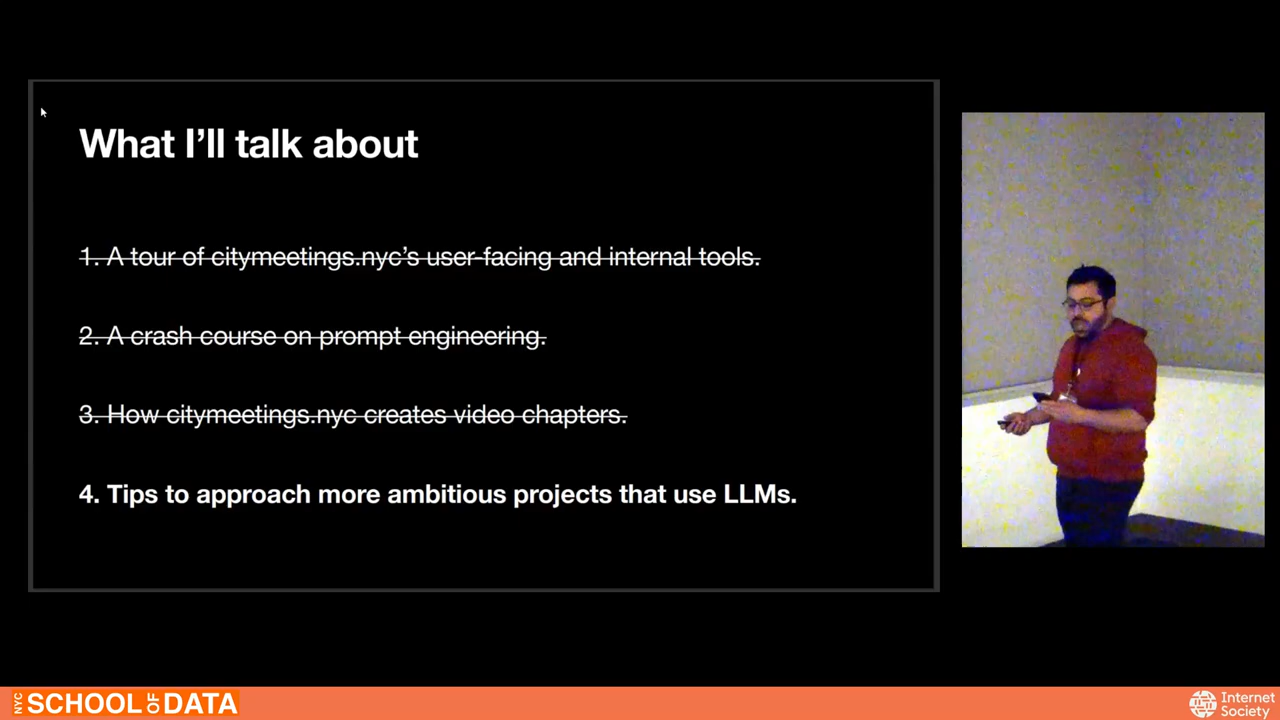 What I'll talk about
1. A tour of citymeetings.nyc's user-facing and internal tools.
2. A crash course on prompt engineering.
3. How citymeetings.nyc creates video chapters.
4. Tips to approach more ambitious projects that use LLMs.
NYC SCHOOL OF DATA
Internet
Society